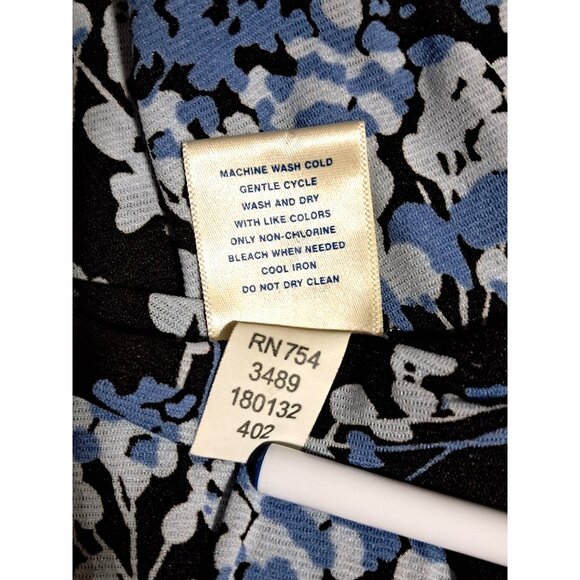 MACHINE WASH COLD
GENTLE CYCLE
WASH AND DRY
WITH LIKE COLORS
ONLY NON-CHLORINE
BLEACH WHEN NEEDED
COOL IRON
DO NOT DRY CLEAN
RN 754
3489
180132
402